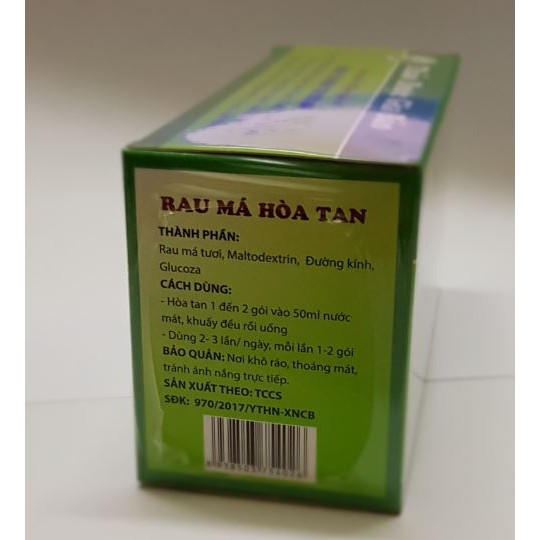 RAU MÁ HÒA TAN
THÀNH PHẦN:
Rau má tươi, Maltodextrin, Đường kính,
Glucoza
CÁCH DÙNG:
- Hòa tan 1 đến 2 gói vào 50ml nước
mát, khuấy đều rồi uống
- Dùng 2- 3 lần/ ngày, mỗi lần 1-2 gói
BẢO QUẢN: Nơi khô ráo, thoáng mát,
tránh ánh nắng trực tiếp.
SẢN XUẤT THEO: TCCS
SĐK: 970/2017/YTHN-XNCB